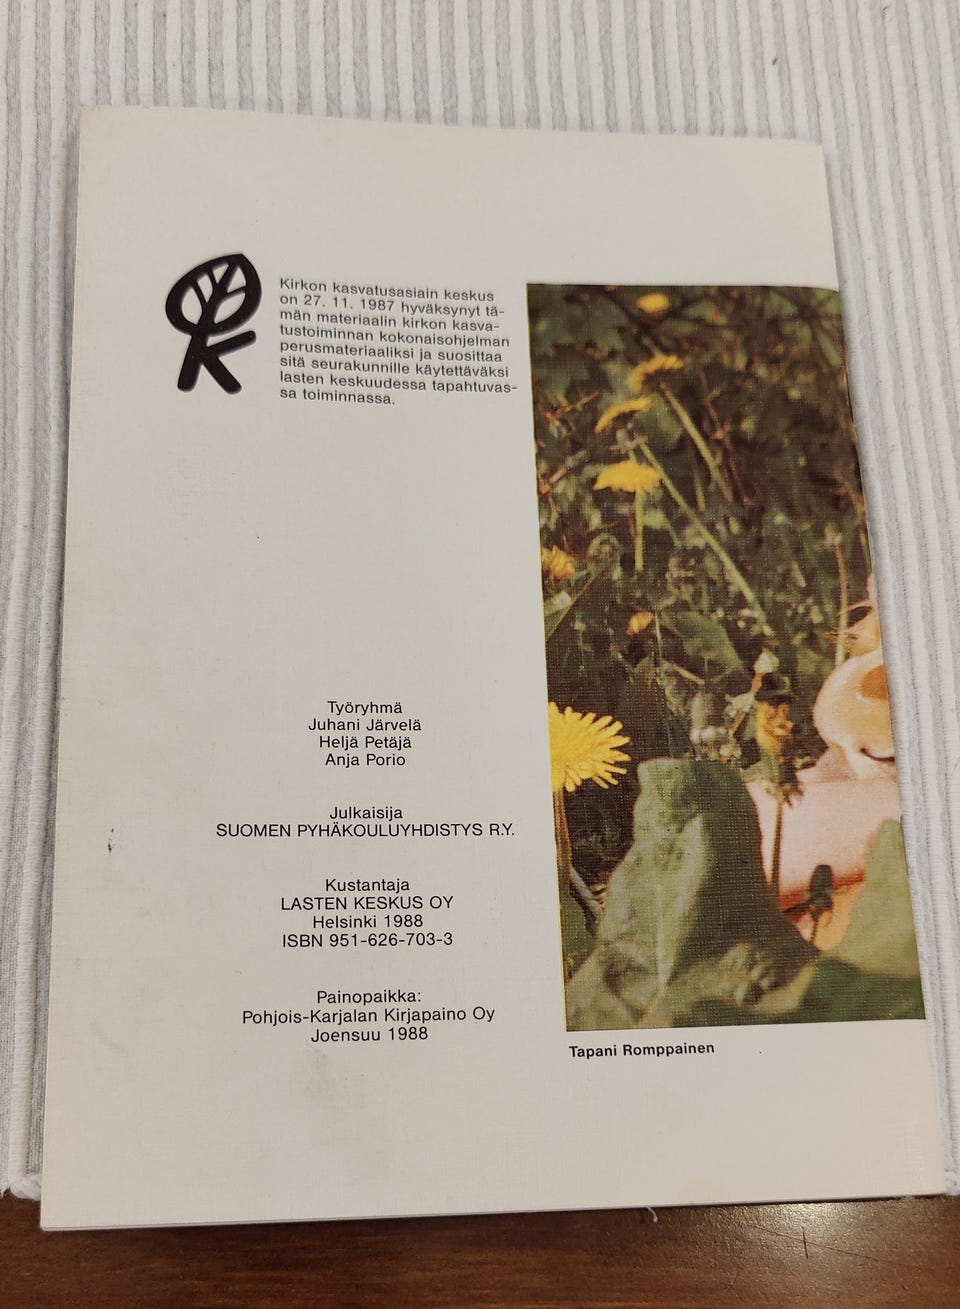 Kirkon kasvatusasiain keskus
on 27. 11. 1987 hyväksynyt tä-
män materiaalin kirkon kasva-
tustoiminnan kokonaisohjelman
perusmateriaaliksi ja suosittaa
sitä seurakunnille käytettäväksi
lasten keskuudessa tapahtuvas-
sa toiminnassa.
Työryhmä
Juhani Järvelä
Heljä Petäjä
Anja Porio
Julkaisija
SUOMEN PYHÄKOULUYHDISTYS R.Y.
Kustantaja
LASTEN KESKUS OY
Helsinki 1988
ISBN 951-626-703-3
Painopaikka:
Pohjois-Karjalan Kirjapaino Oy
Joensuu 1988
Tapani Romppainen